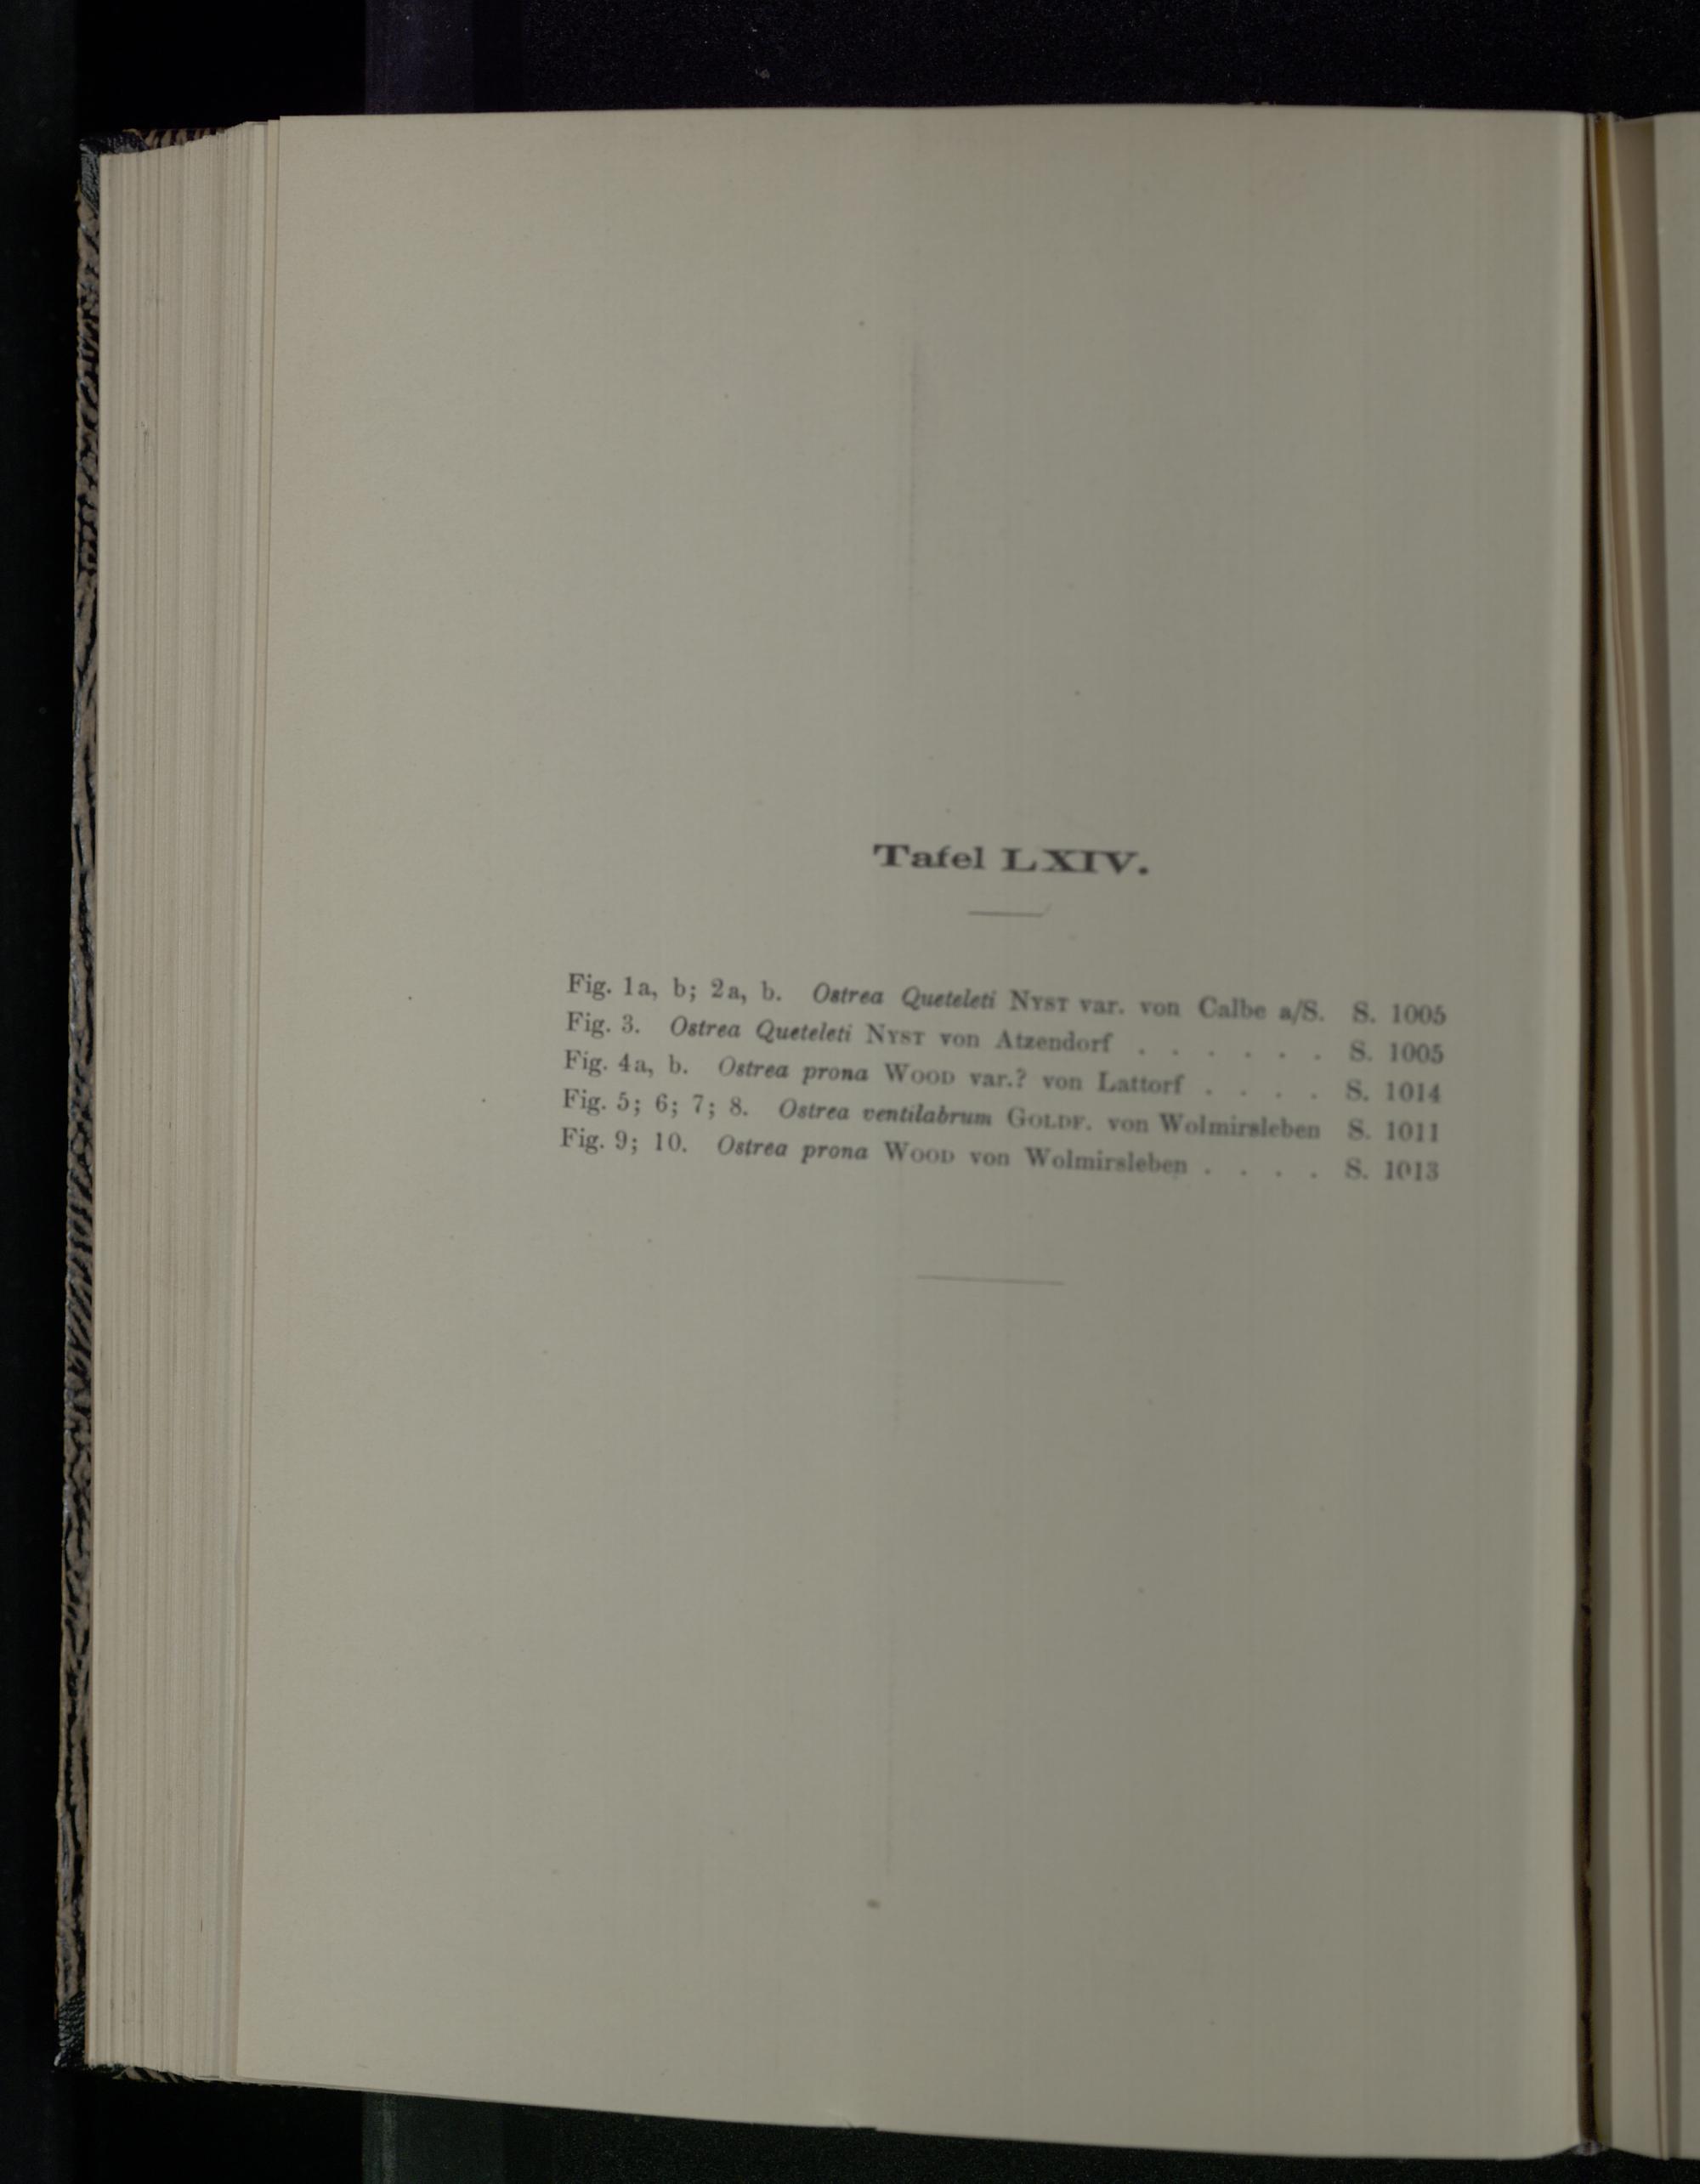 Tafel LXIV.
Fig. 1a, b; 2a, b. Ostrea Queteleti Nyst var. von Calbe a/S. S. 1005
Fig. 3. Ostrea Queteleti Nyst von Atzendorf . . . . . . S. 1005
Fig. 4a, b. Ostrea prona Wood var.? von Lattorf . . . . S. 1014
Fig. 5; 6; 7; 8. Ostrea ventilabrum Goldf. von Wolmirsleben S. 1011
Fig. 9; 10. Ostrea prona Wood von Wolmirsleben . . . . S. 1013